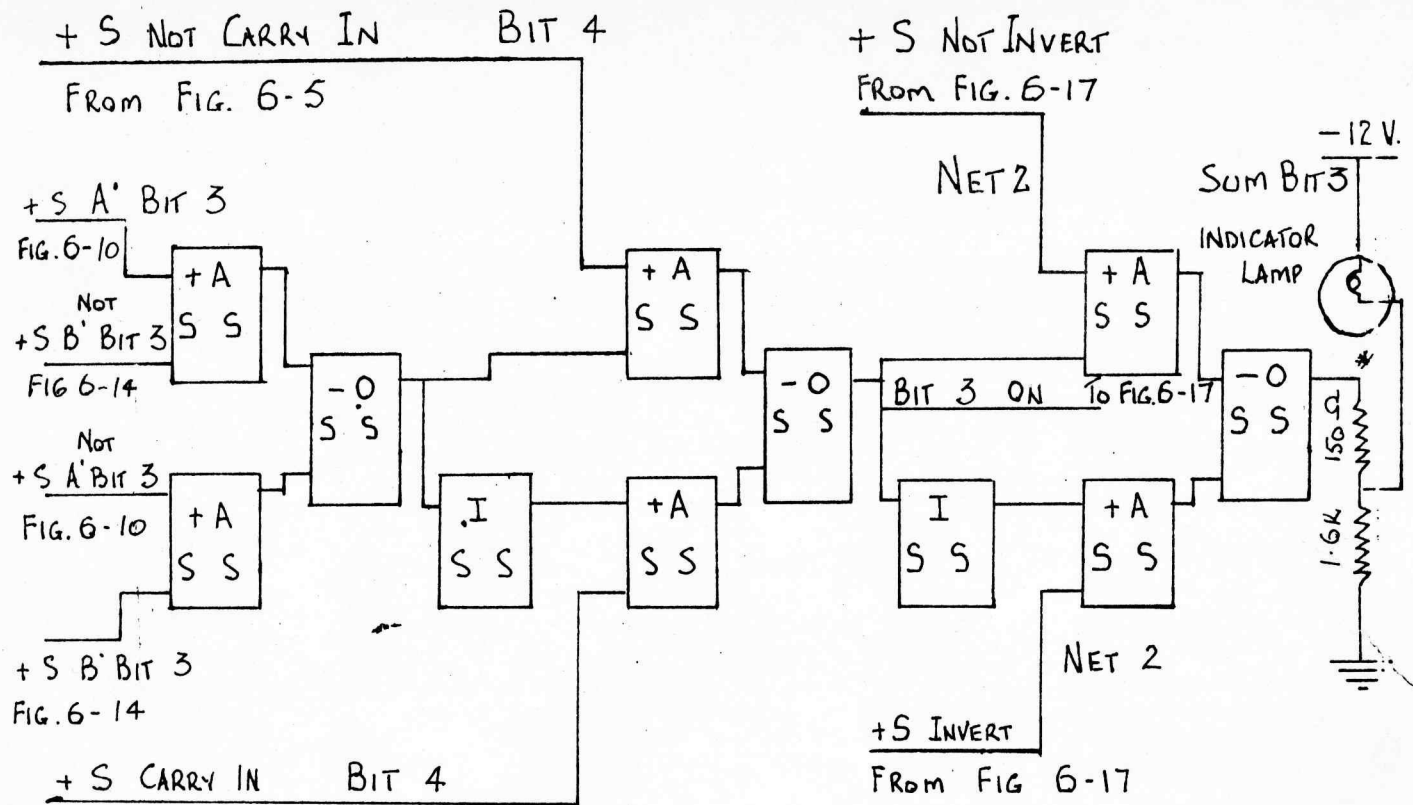 + S NOT CARRY IN BIT 4
FROM FIG. 6-5
+ S NOT INVERT
FROM FIG. 6-17
NET 2
-12 V.
SUM BIT 3
INDICATOR
LAMP
+ S A' BIT 3
FIG. 6-10
NOT
+S B' BIT 3
FIG 6-14
NOT
+ S A' BIT 3
FIG. 6-10
+ S B' BIT 3
FIG. 6-14
+ A
S S
+ A
S S
- O
S S
.I
S S
+ A
S S
+A
S S
- O
S S
BIT 3 ON TO FIG. 6-17
I
S S
+ A
S S
+ A
S S
- O
S S
*
150 Ω
1.6K
NET 2
+S INVERT
FROM FIG 6-17
+ S CARRY IN BIT 4